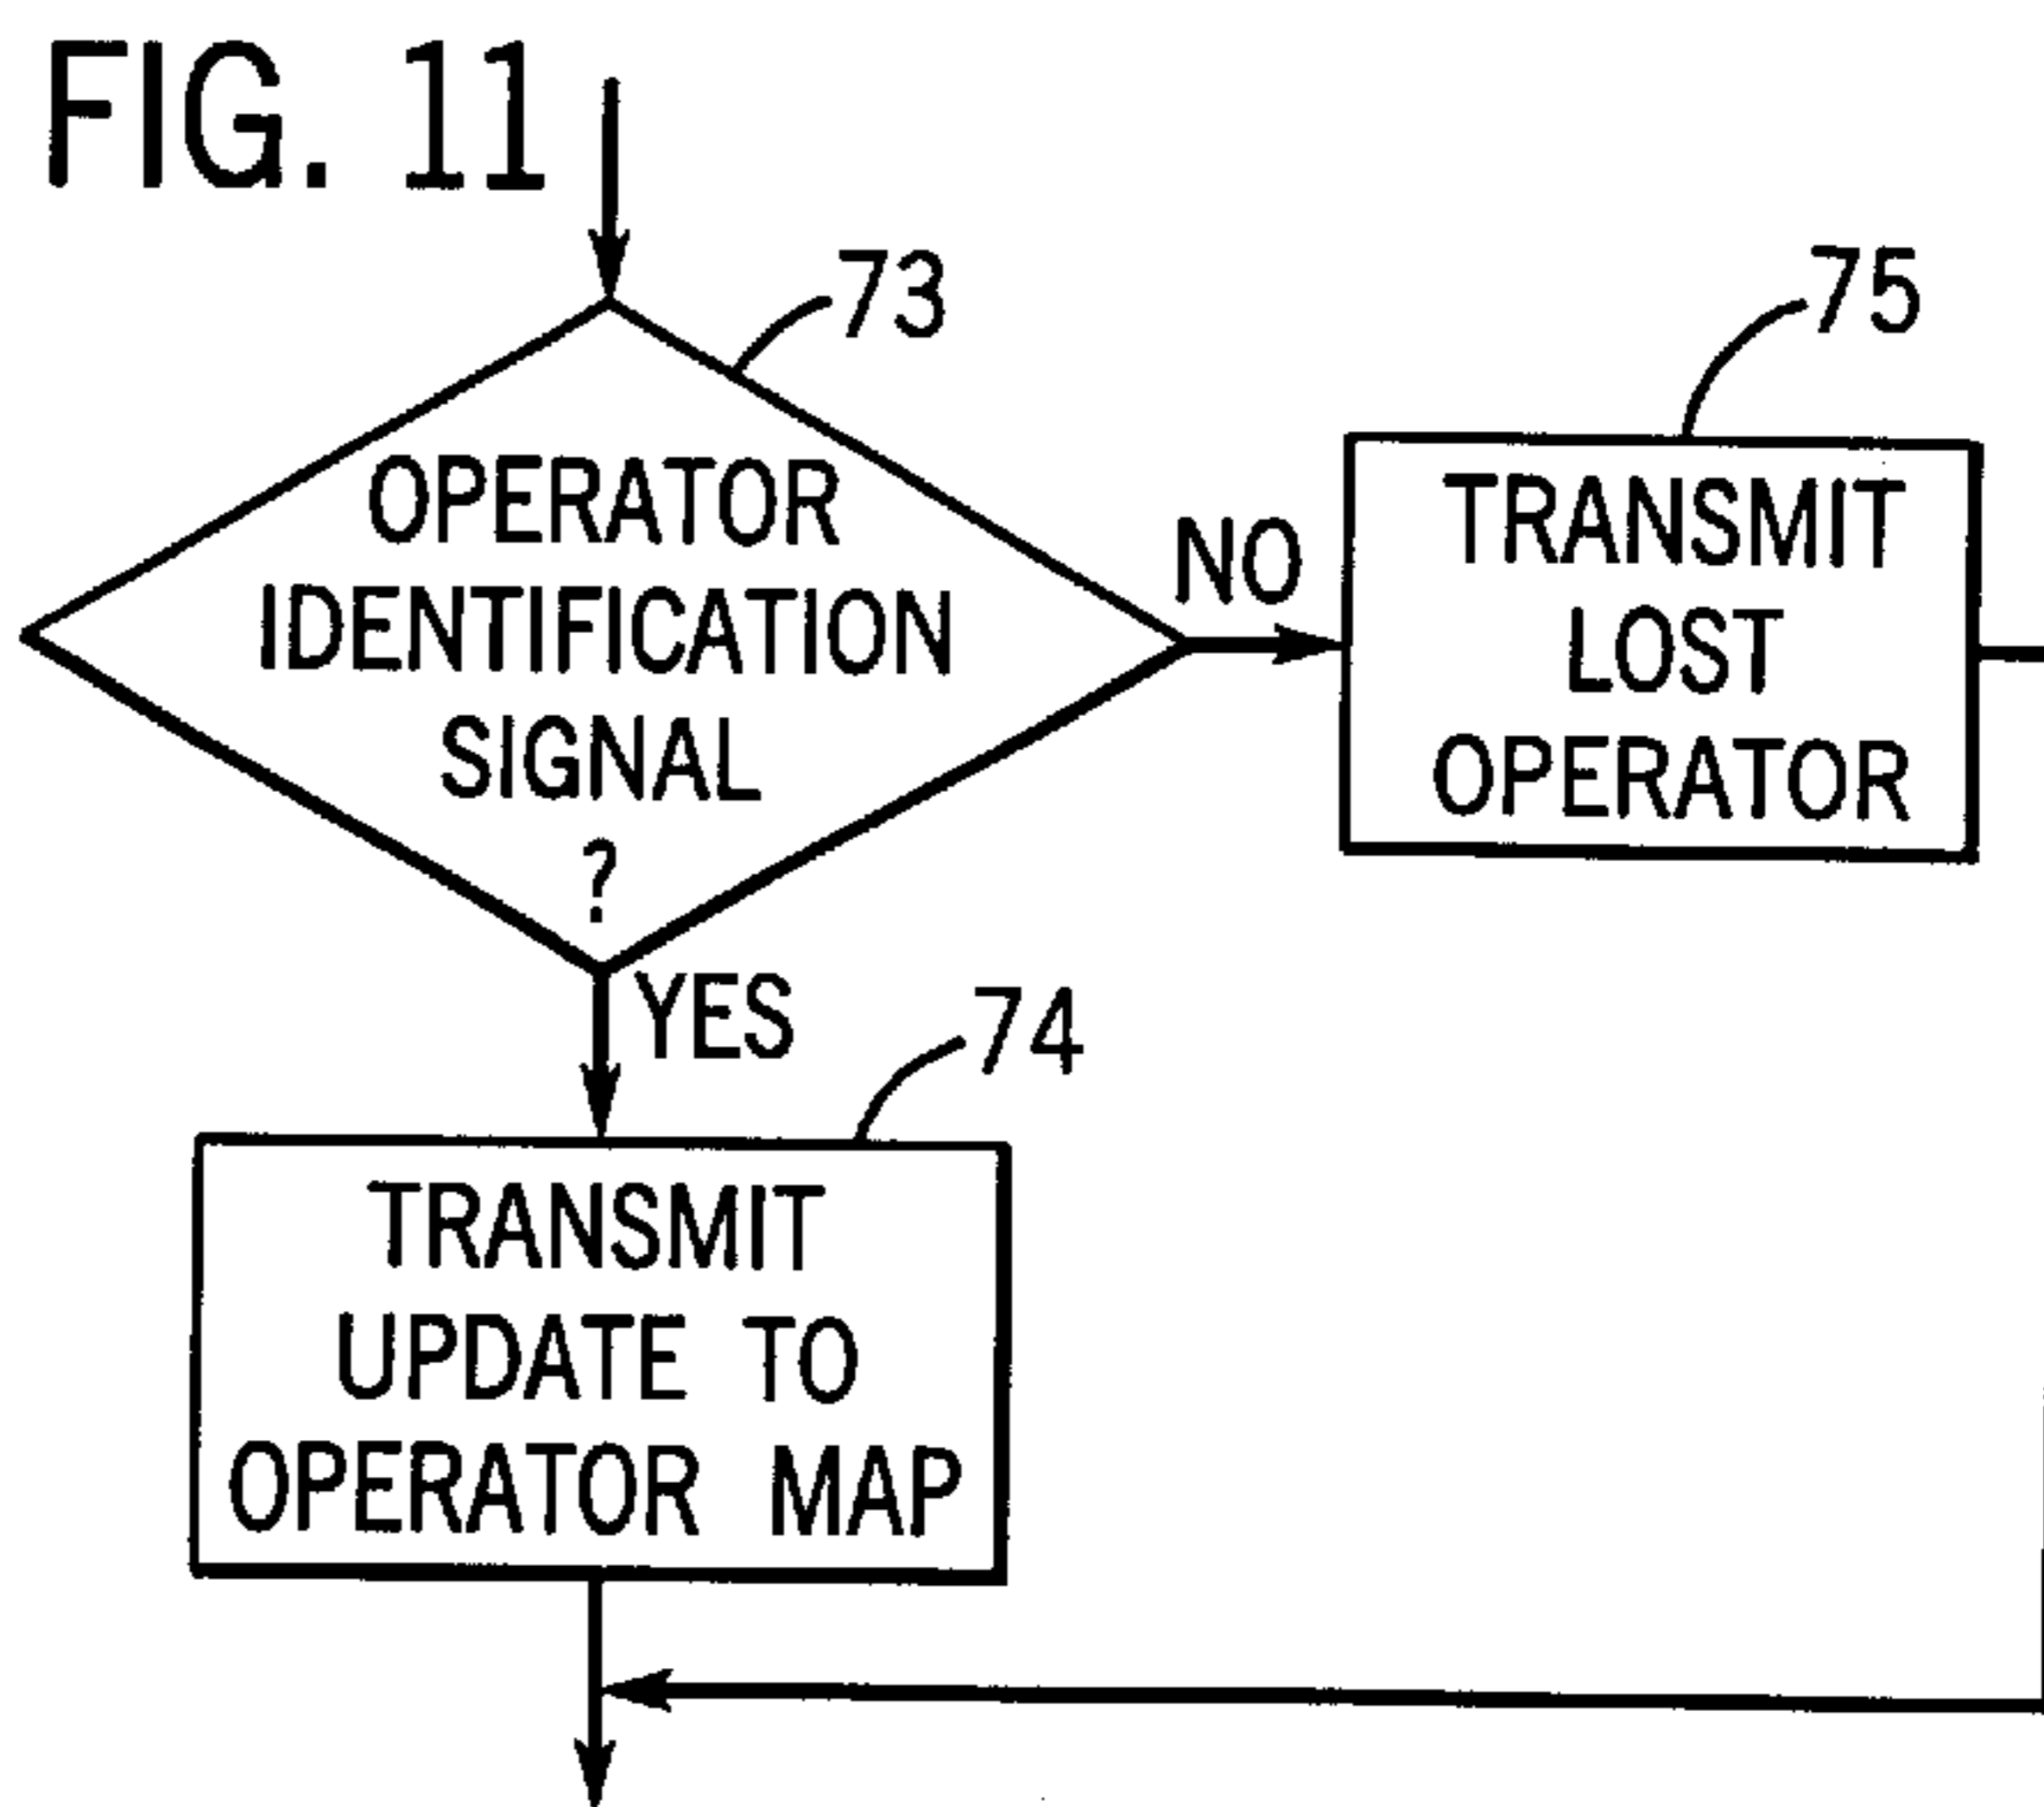 FIG. 11
73
OPERATOR
IDENTIFICATION
SIGNAL
?
NO
75
TRANSMIT
LOST
OPERATOR
YES
74
TRANSMIT
UPDATE TO
OPERATOR MAP